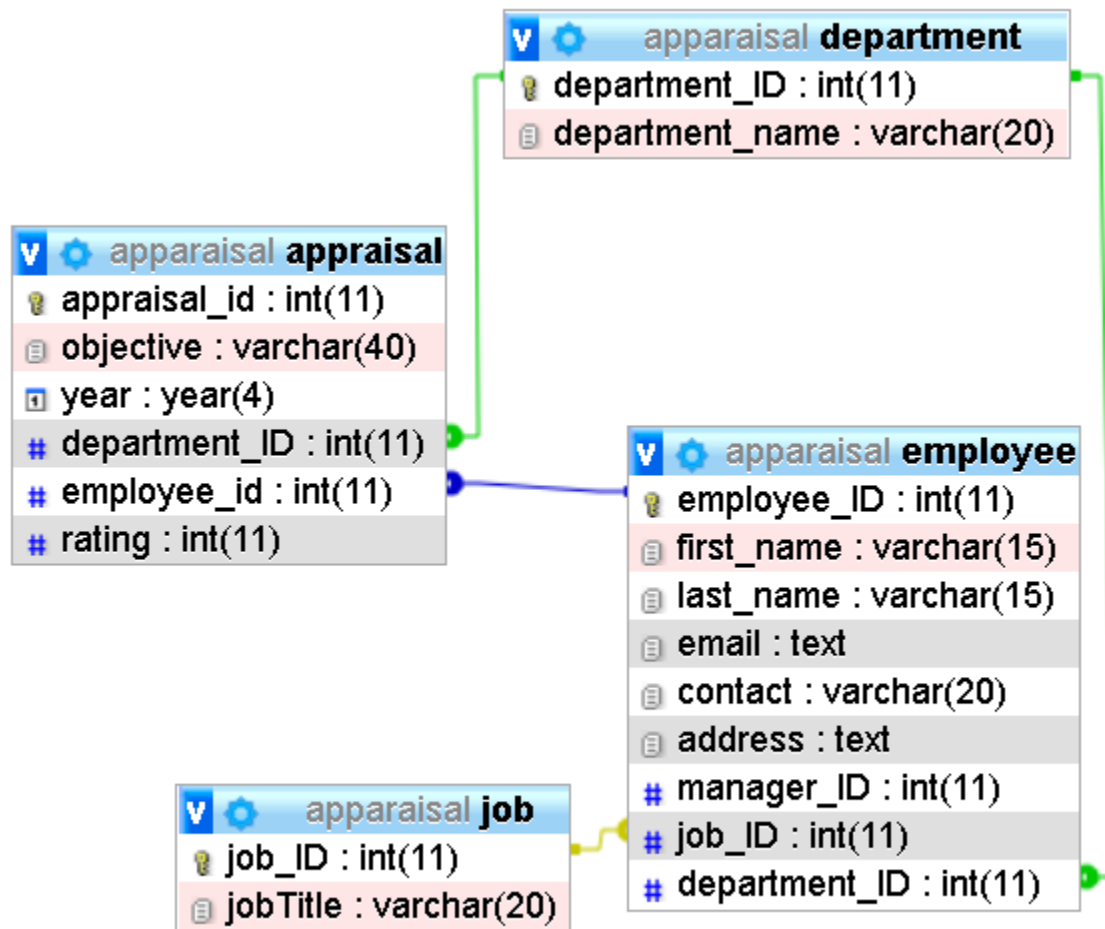 apparaisal department
department_ID : int(11)
department_name : varchar(20)
apparaisal appraisal
appraisal_id : int(11)
objective : varchar(40)
year : year(4)
department_ID : int(11)
employee_id : int(11)
rating : int(11)
apparaisal employee
employee_ID : int(11)
first_name : varchar(15)
last_name : varchar(15)
email : text
contact : varchar(20)
address : text
manager_ID : int(11)
job_ID : int(11)
department_ID : int(11)
apparaisal job
job_ID : int(11)
jobTitle : varchar(20)